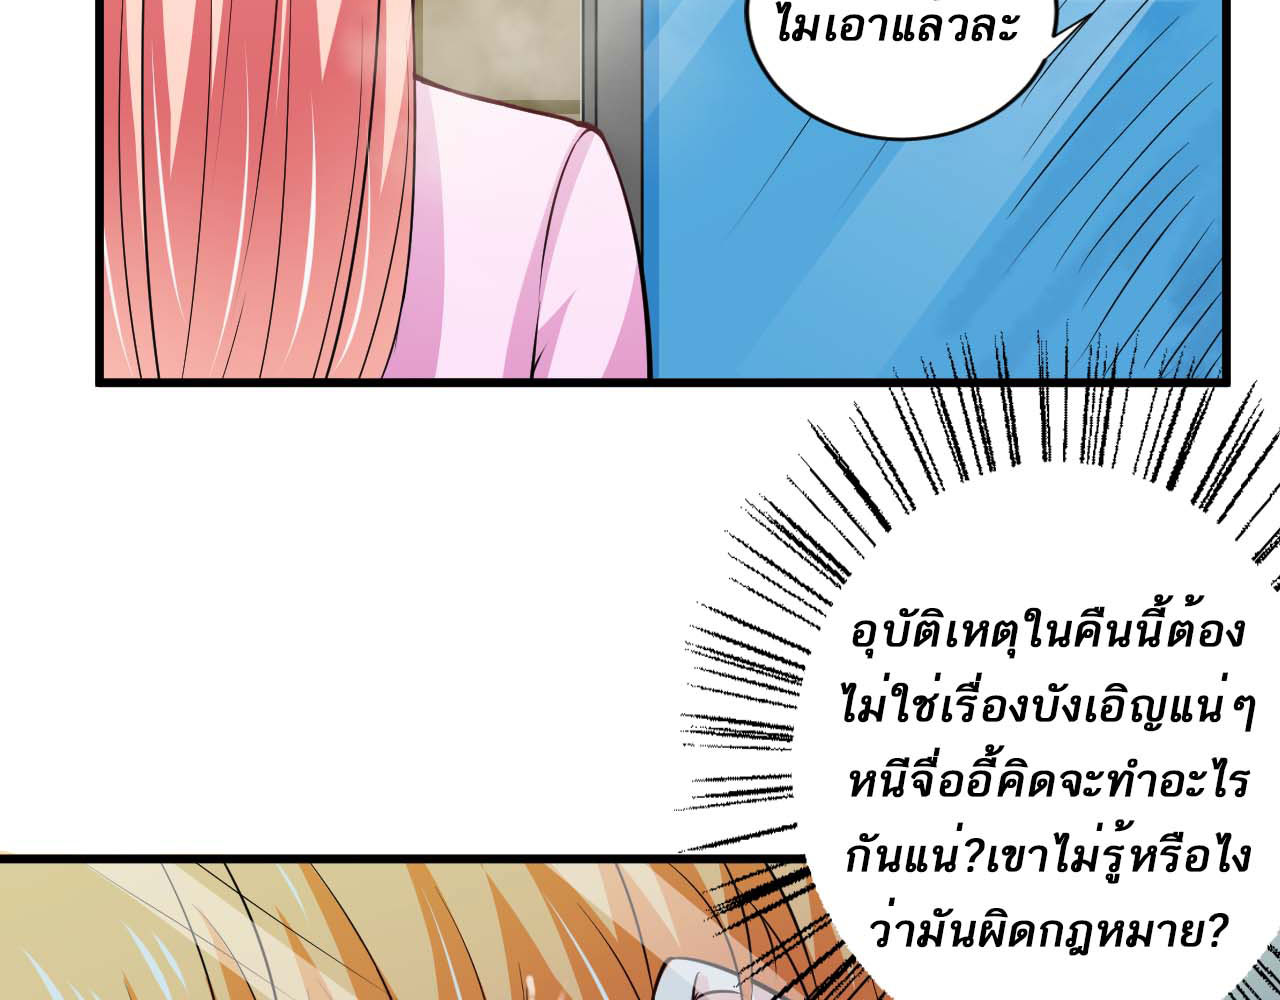 ไม่เอาแล้วล่ะ
อุบัติเหตุในคืนนี้ต้อง
ไม่ใช่เรื่องบังเอิญแน่ๆ
หนีจื่ออี้คิดจะทำอะไร
กันแน่?เขาไม่รู้หรือไง
ว่ามันผิดกฎหมาย?